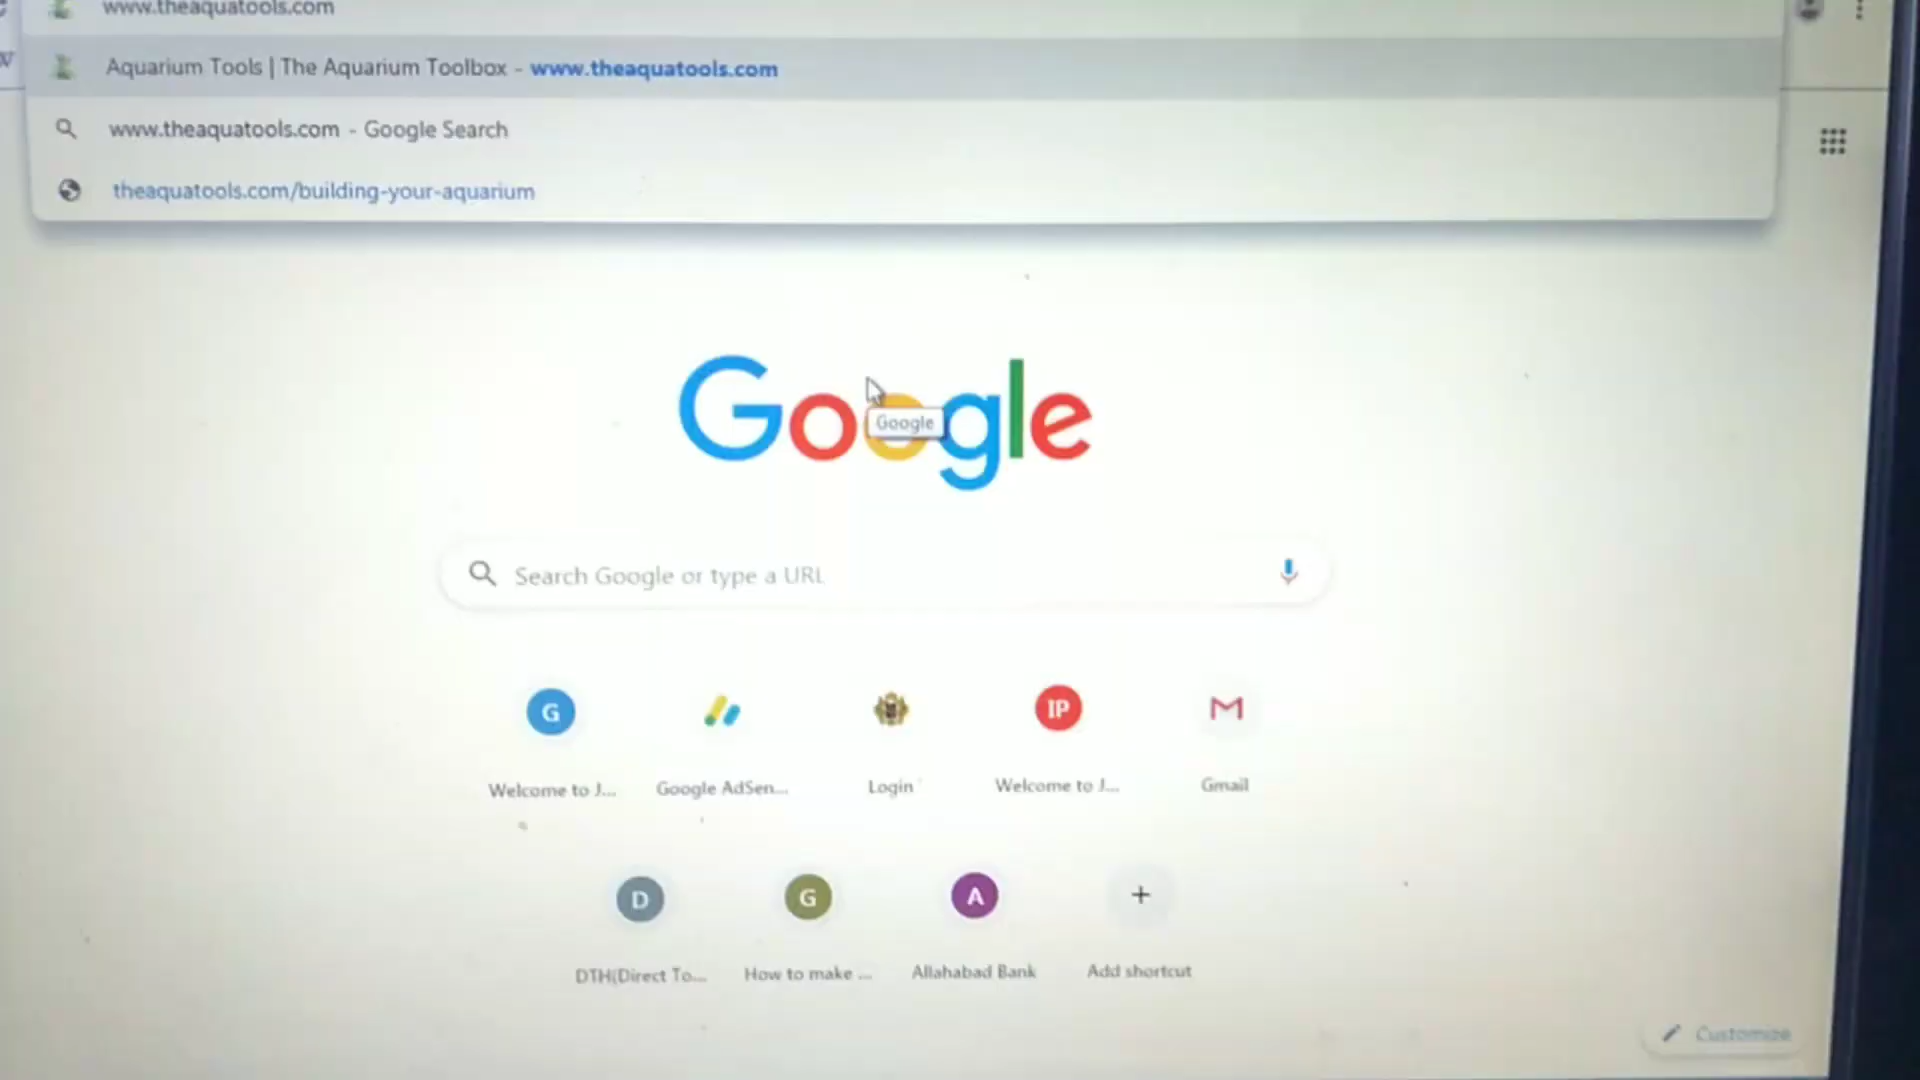 www.theaquatools.com
Aquarium Tools | The Aquarium Toolbox - www.theaquatools.com
www.theaquatools.com - Google Search
theaquatools.com/building-your-aquarium
Google
Google
Search Google or type a URL
G
IP
Welcome to J...
Google AdSen...
Login
Welcome to J...
Gmail
D
G
A
DTH(Direct To...
How to make ...
Allahabad Bank
Add shortcut
Customize